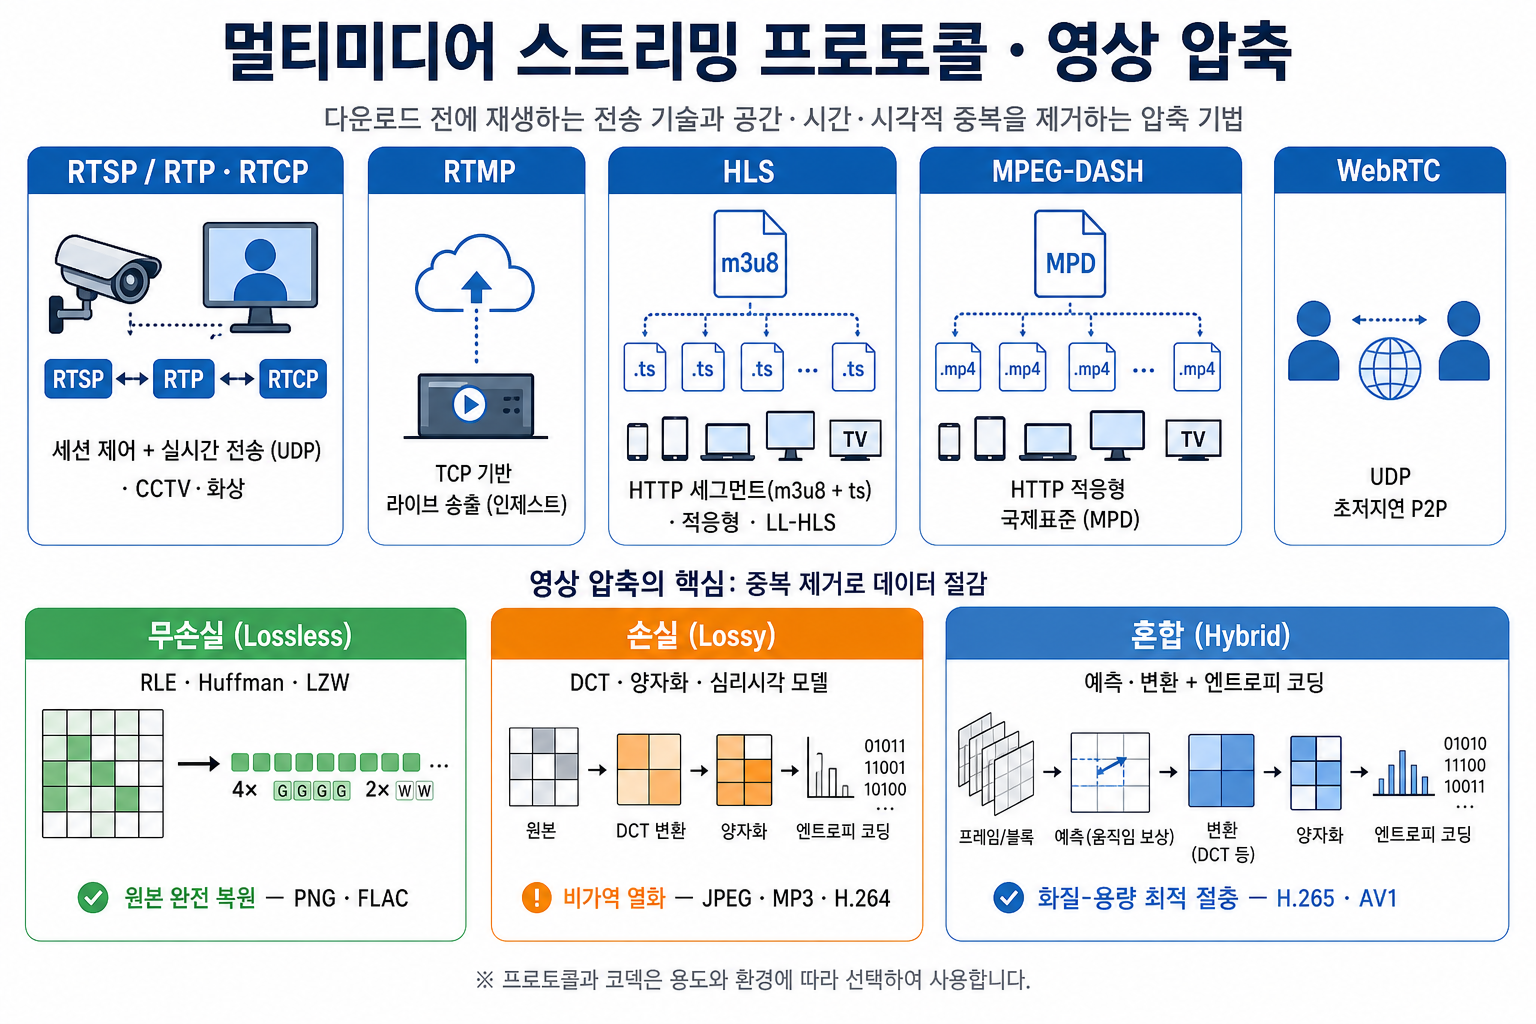 멀티미디어 스트리밍 프로토콜 · 영상 압축
다운로드 전에 재생하는 전송 기술과 공간 · 시간 · 시각적 중복을 제거하는 압축 기법
RTSP / RTP · RTCP
RTSP
RTP
RTCP
세션 제어 + 실시간 전송 (UDP)
· CCTV · 화상
RTMP
TCP 기반
라이브 송출 (인제스트)
HLS
m3u8
.ts
.ts
.ts
...
.ts
TV
HTTP 세그먼트(m3u8 + ts)
· 적응형 · LL-HLS
MPEG-DASH
MPD
.mp4
.mp4
.mp4
...
.mp4
TV
HTTP 적응형
국제표준 (MPD)
WebRTC
UDP
초저지연 P2P
영상 압축의 핵심: 중복 제거로 데이터 절감
무손실 (Lossless)
RLE · Huffman · LZW
...
4× G G G G 2× W W
원본 완전 복원 — PNG · FLAC
손실 (Lossy)
DCT · 양자화 · 심리시각 모델
01011
11001
10100
...
원본
DCT 변환
양자화
엔트로피 코딩
! 비가역 열화 — JPEG · MP3 · H.264
혼합 (Hybrid)
예측 · 변환 + 엔트로피 코딩
01010
11100
10011
...
프레임/블록
예측(움직임 보상)
변환
(DCT 등)
양자화
엔트로피 코딩
화질-용량 최적 절충 — H.265 · AV1
※ 프로토콜과 코덱은 용도와 환경에 따라 선택하여 사용합니다.